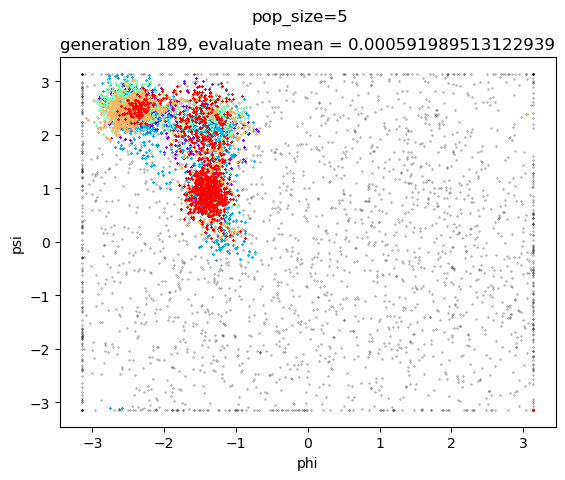 pop_size=5
generation 189, evaluate mean = 0.000591989513122939
3
2
1
0
−1
−2
−3
psi
−3 −2 −1 0 1 2 3
phi